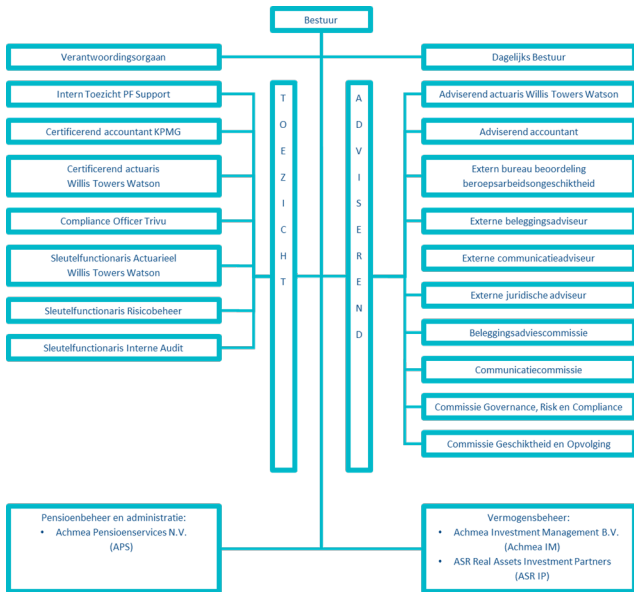 Bestuur
Verantwoordingsorgaan
Dagelijks Bestuur
Intern Toezicht PF Support
Certificerend accountant KPMG
Certificerend actuaris
Willis Towers Watson
Compliance Officer Trivu
Sleutelfunctionaris Actuarieel
Willis Towers Watson
Sleutelfunctionaris Risicobeheer
Sleutelfunctionaris Interne Audit
T
O
E
Z
I
C
H
T
A
D
V
I
S
E
R
E
N
D
Adviserend actuaris Willis Towers Watson
Adviserend accountant
Extern bureau beoordeling
beroepsarbeidsongeschiktheid
Externe beleggingsadviseur
Externe communicatieadviseur
Externe juridische adviseur
Beleggingsadviescommissie
Communicatiecommissie
Commissie Governance, Risk en Compliance
Commissie Geschiktheid en Opvolging
Pensioenbeheer en administratie:
• Achmea Pensioenservices N.V.
(APS)
Vermogensbeheer:
• Achmea Investment Management B.V.
(Achmea IM)
• ASR Real Assets Investment Partners
(ASR IP)